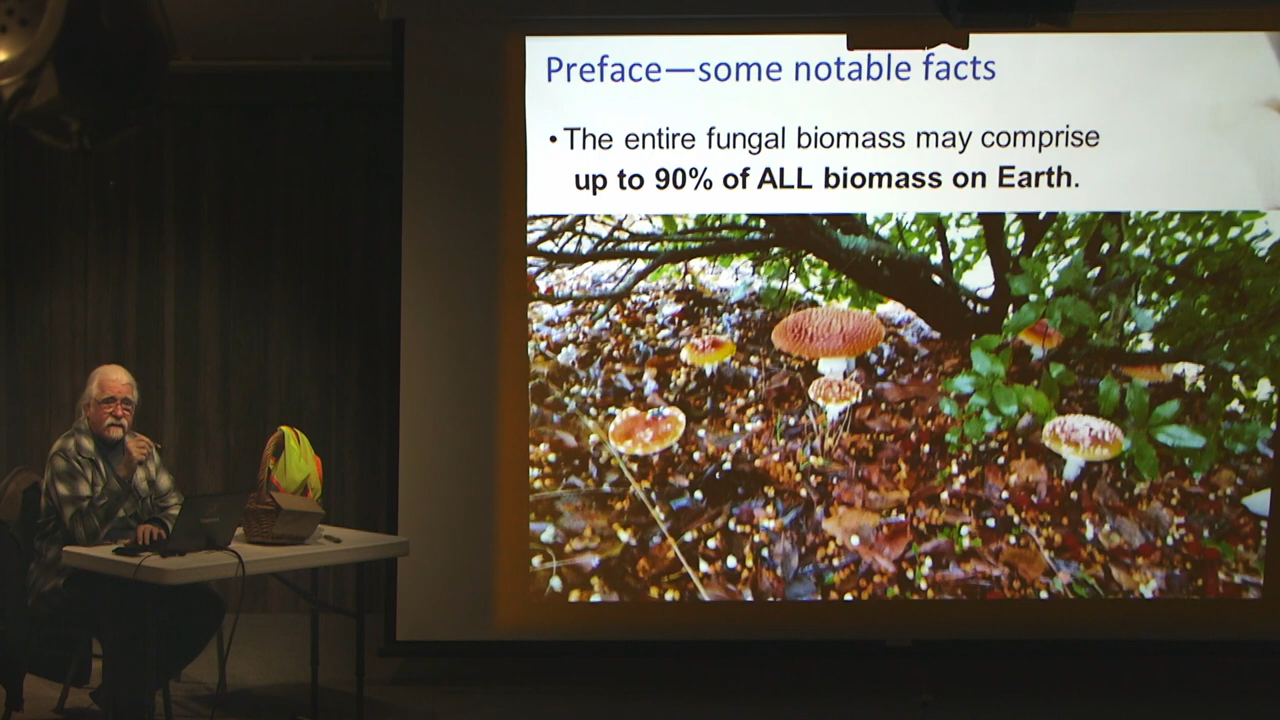 Preface—some notable facts
• The entire fungal biomass may comprise
up to 90% of ALL biomass on Earth.